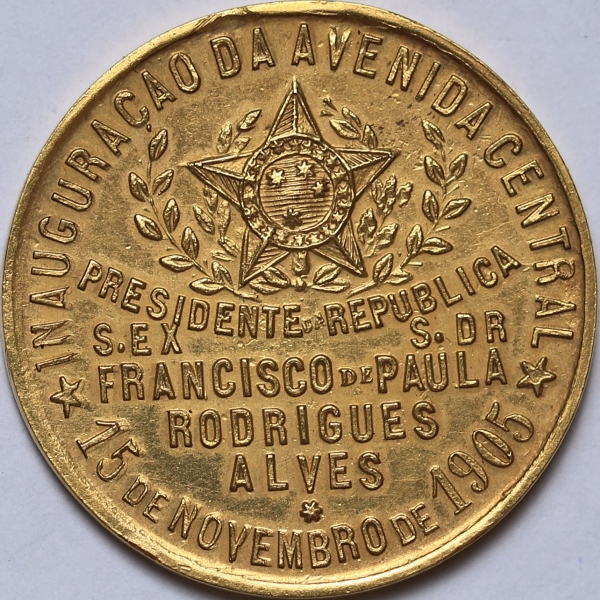 INAUGURAÇAO DA AVENIDA CENTRAL
PRESIDENTE DA REPUBLICA
S.EX S.DR
FRANCISCO DE PAULA
RODRIGUES
ALVES
15 DE NOVEMBRO DE 1905